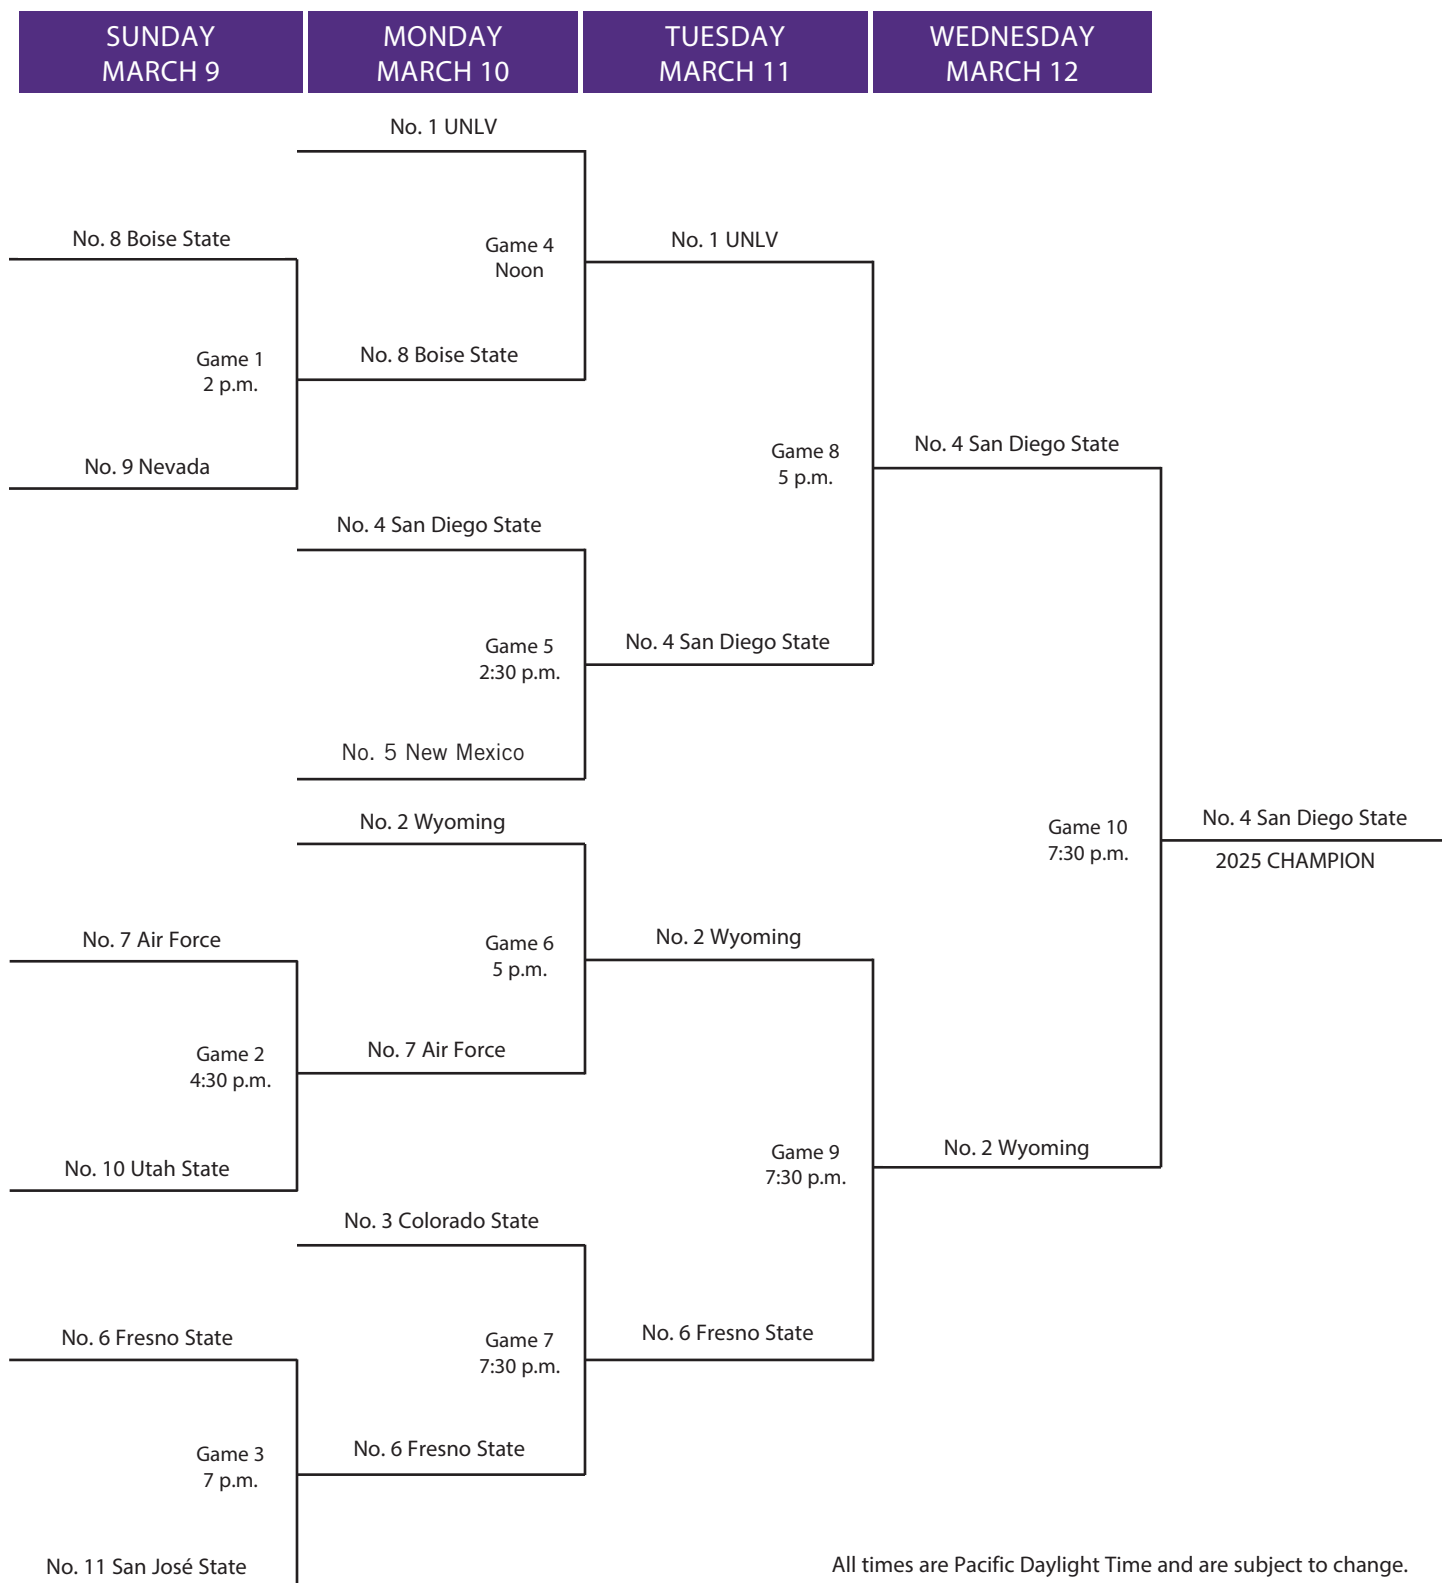 SUNDAY
MARCH 9
MONDAY
MARCH 10
TUESDAY
MARCH 11
WEDNESDAY
MARCH 12
No. 1 UNLV
No. 8 Boise State
Game 4
Noon
No. 1 UNLV
Game 1
2 p.m.
No. 8 Boise State
No. 9 Nevada
Game 8
5 p.m.
No. 4 San Diego State
No. 4 San Diego State
Game 5
2:30 p.m.
No. 4 San Diego State
No. 5 New Mexico
No. 2 Wyoming
Game 10
7:30 p.m.
No. 4 San Diego State
2025 CHAMPION
No. 7 Air Force
Game 6
5 p.m.
No. 2 Wyoming
Game 2
4:30 p.m.
No. 7 Air Force
No. 10 Utah State
Game 9
7:30 p.m.
No. 2 Wyoming
No. 3 Colorado State
No. 6 Fresno State
Game 7
7:30 p.m.
No. 6 Fresno State
Game 3
7 p.m.
No. 6 Fresno State
No. 11 San José State
All times are Pacific Daylight Time and are subject to change.